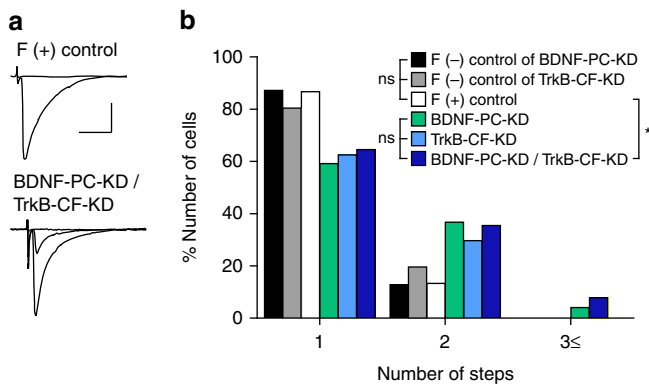 a
F (+) control
BDNF-PC-KD /
TrkB-CF-KD
b
100
80
60
40
20
0
% Number of cells
1
2
3≤
Number of steps
F (−) control of BDNF-PC-KD
ns
F (−) control of TrkB-CF-KD
F (+) control
BDNF-PC-KD
ns
TrkB-CF-KD
BDNF-PC-KD / TrkB-CF-KD
*